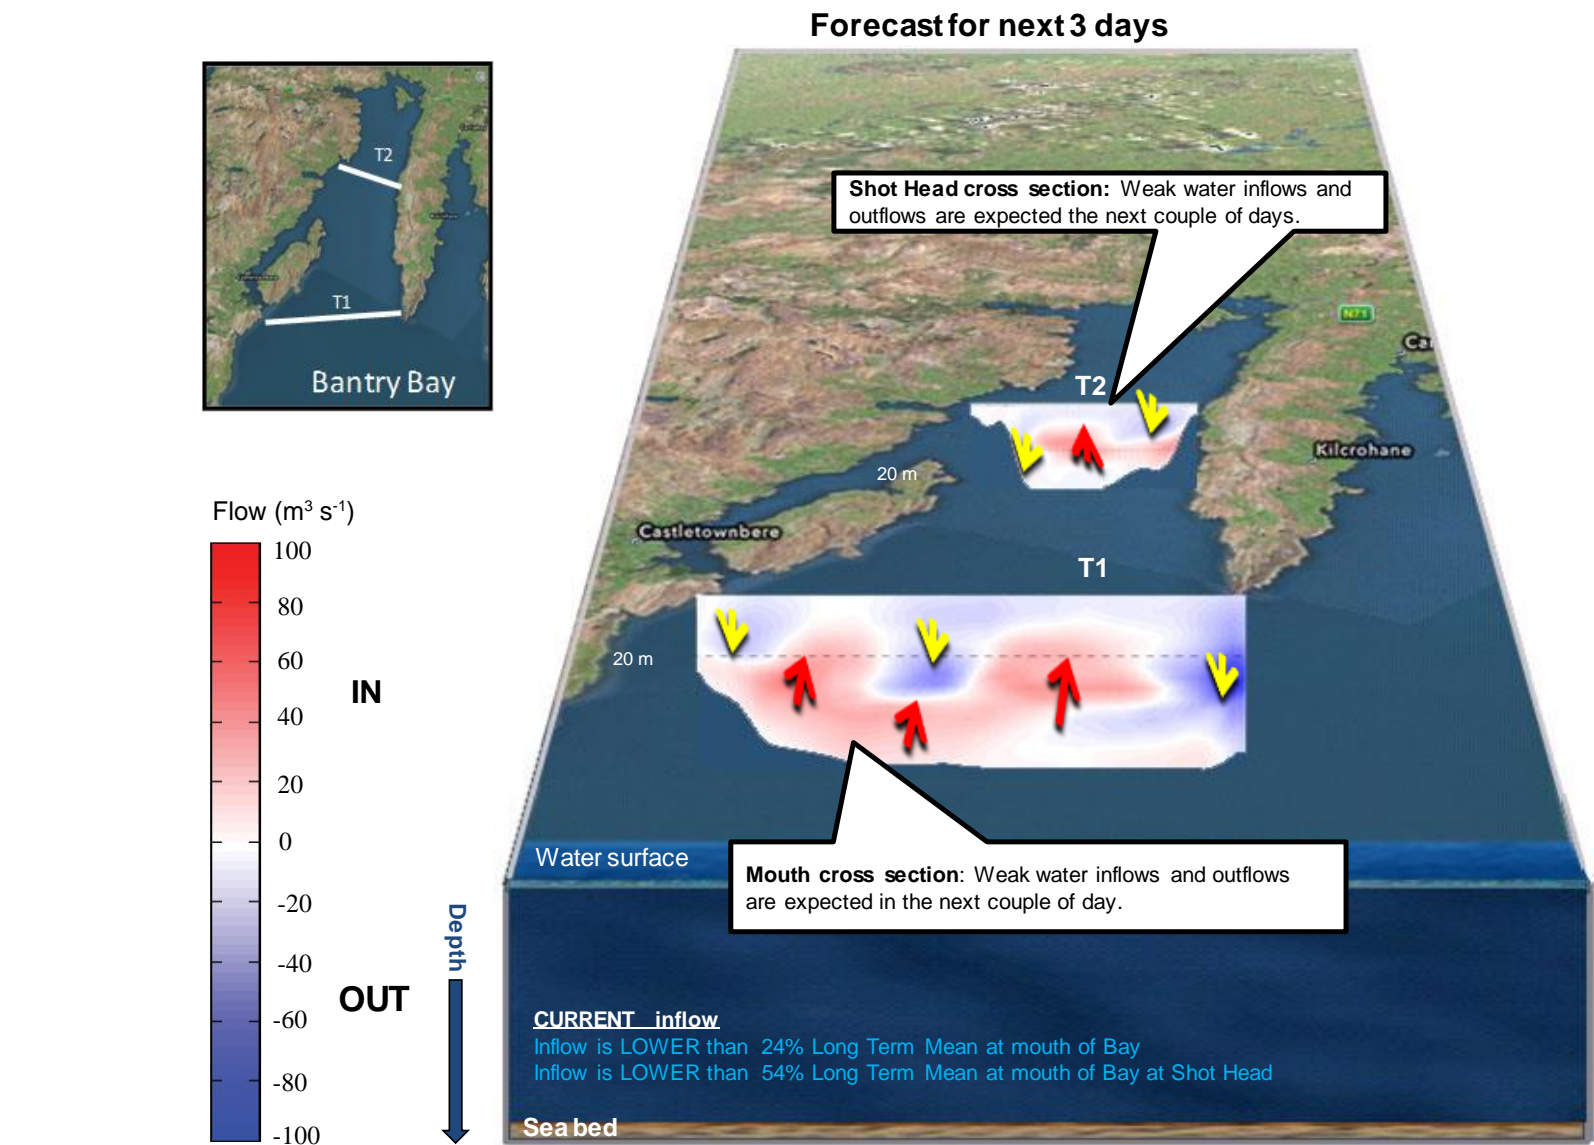 Forecast for next 3 days
T2
T1
Bantry Bay
Shot Head cross section: Weak water inflows and
outflows are expected the next couple of days.
N71
Ca
T2
Kilcrohane
20 m
Castletownbere
T1
20 m
Flow (m³ s⁻¹)
100
80
60
40
20
0
-20
-40
-60
-80
-100
IN
OUT
Water surface
Mouth cross section: Weak water inflows and outflows
are expected in the next couple of day.
Depth
CURRENT inflow
Inflow is LOWER than 24% Long Term Mean at mouth of Bay
Inflow is LOWER than 54% Long Term Mean at mouth of Bay at Shot Head
Sea bed